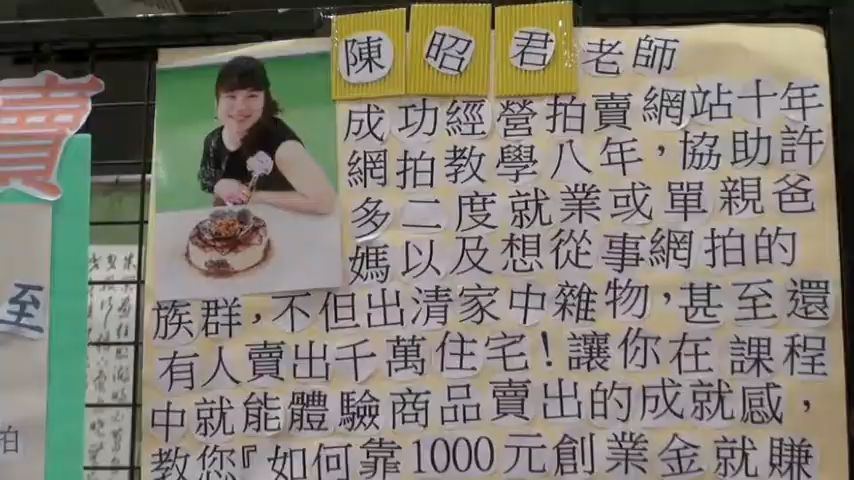 陳昭君老師
成功經營拍賣網站十年
網拍教學八年，協助許
多二度就業或單親爸
媽以及想從事網拍的
族群，不但出清家中雜物，甚至還
有人賣出千萬住宅！讓你在課程
中就能體驗商品賣出的成就感，
教您『如何靠1000元創業金就賺
賣
至
拍